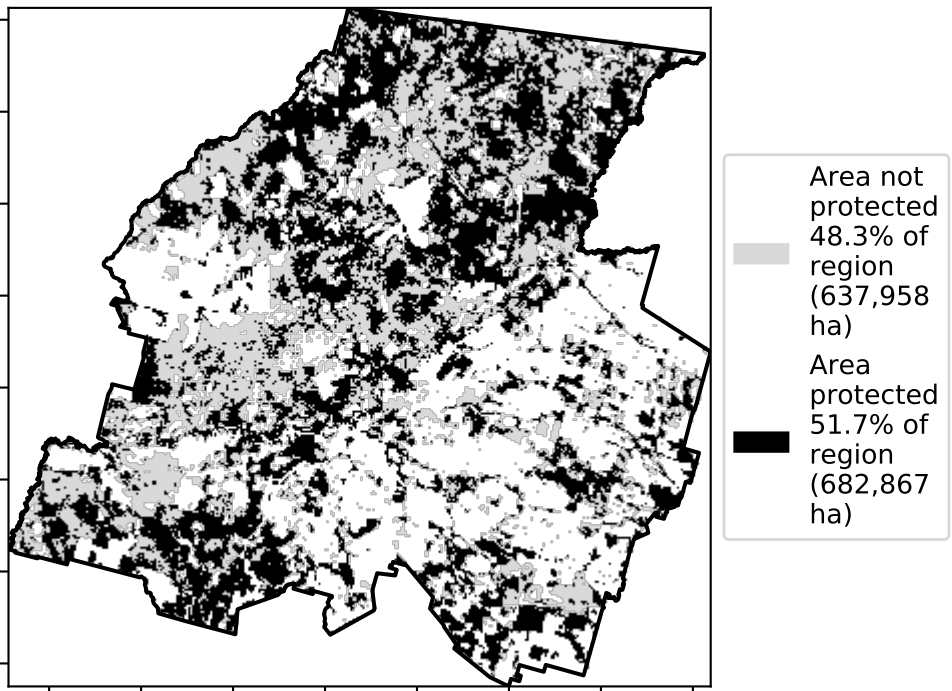 Area not
protected
48.3% of
region
(637,958
ha)
Area
protected
51.7% of
region
(682,867
ha)